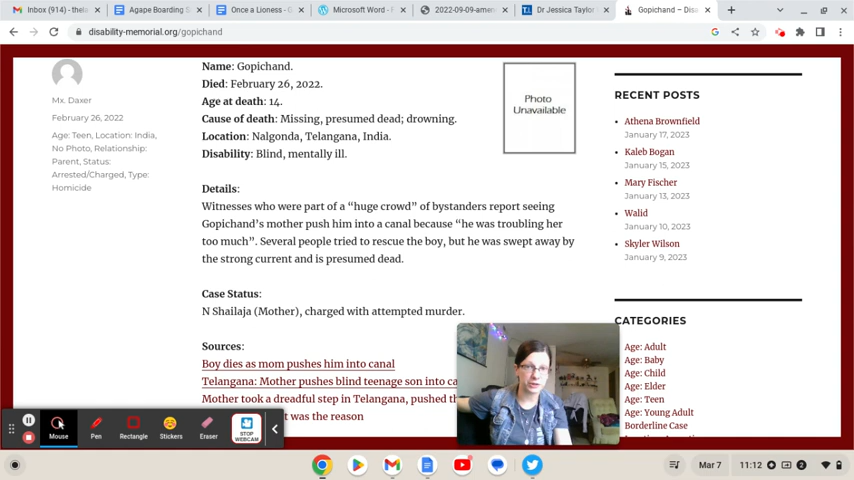 Inbox (914) - thela
Agape Boarding S
Once a Lioness - G
Microsoft Word - F
2022-09-09-amen
Dr Jessica Taylor
Gopichand – Disa
disability-memorial.org/gopichand
Mx. Daxer
February 26, 2022
Age: Teen, Location: India,
No Photo, Relationship:
Parent, Status:
Arrested/Charged, Type:
Homicide
Name: Gopichand.
Died: February 26, 2022.
Age at death: 14.
Cause of death: Missing, presumed dead; drowning.
Location: Nalgonda, Telangana, India.
Disability: Blind, mentally ill.
Photo
Unavailable
Details:
Witnesses who were part of a “huge crowd” of bystanders report seeing
Gopichand’s mother push him into a canal because “he was troubling her
too much”. Several people tried to rescue the boy, but he was swept away by
the strong current and is presumed dead.
Case Status:
N Shailaja (Mother), charged with attempted murder.
Sources:
Boy dies as mom pushes him into canal
Telangana: Mother pushes blind teenage son into ca
Mother took a dreadful step in Telangana, pushed th
t was the reason
RECENT POSTS
Athena Brownfield
January 17, 2023
Kaleb Bogan
January 15, 2023
Mary Fischer
January 13, 2023
Walid
January 10, 2023
Skyler Wilson
January 9, 2023
CATEGORIES
Age: Adult
Age: Baby
Age: Child
Age: Elder
Age: Teen
Age: Young Adult
Borderline Case
Mouse
Pen
Rectangle
Stickers
Eraser
STOP
WEBCAM
Mar 7
11:12
2